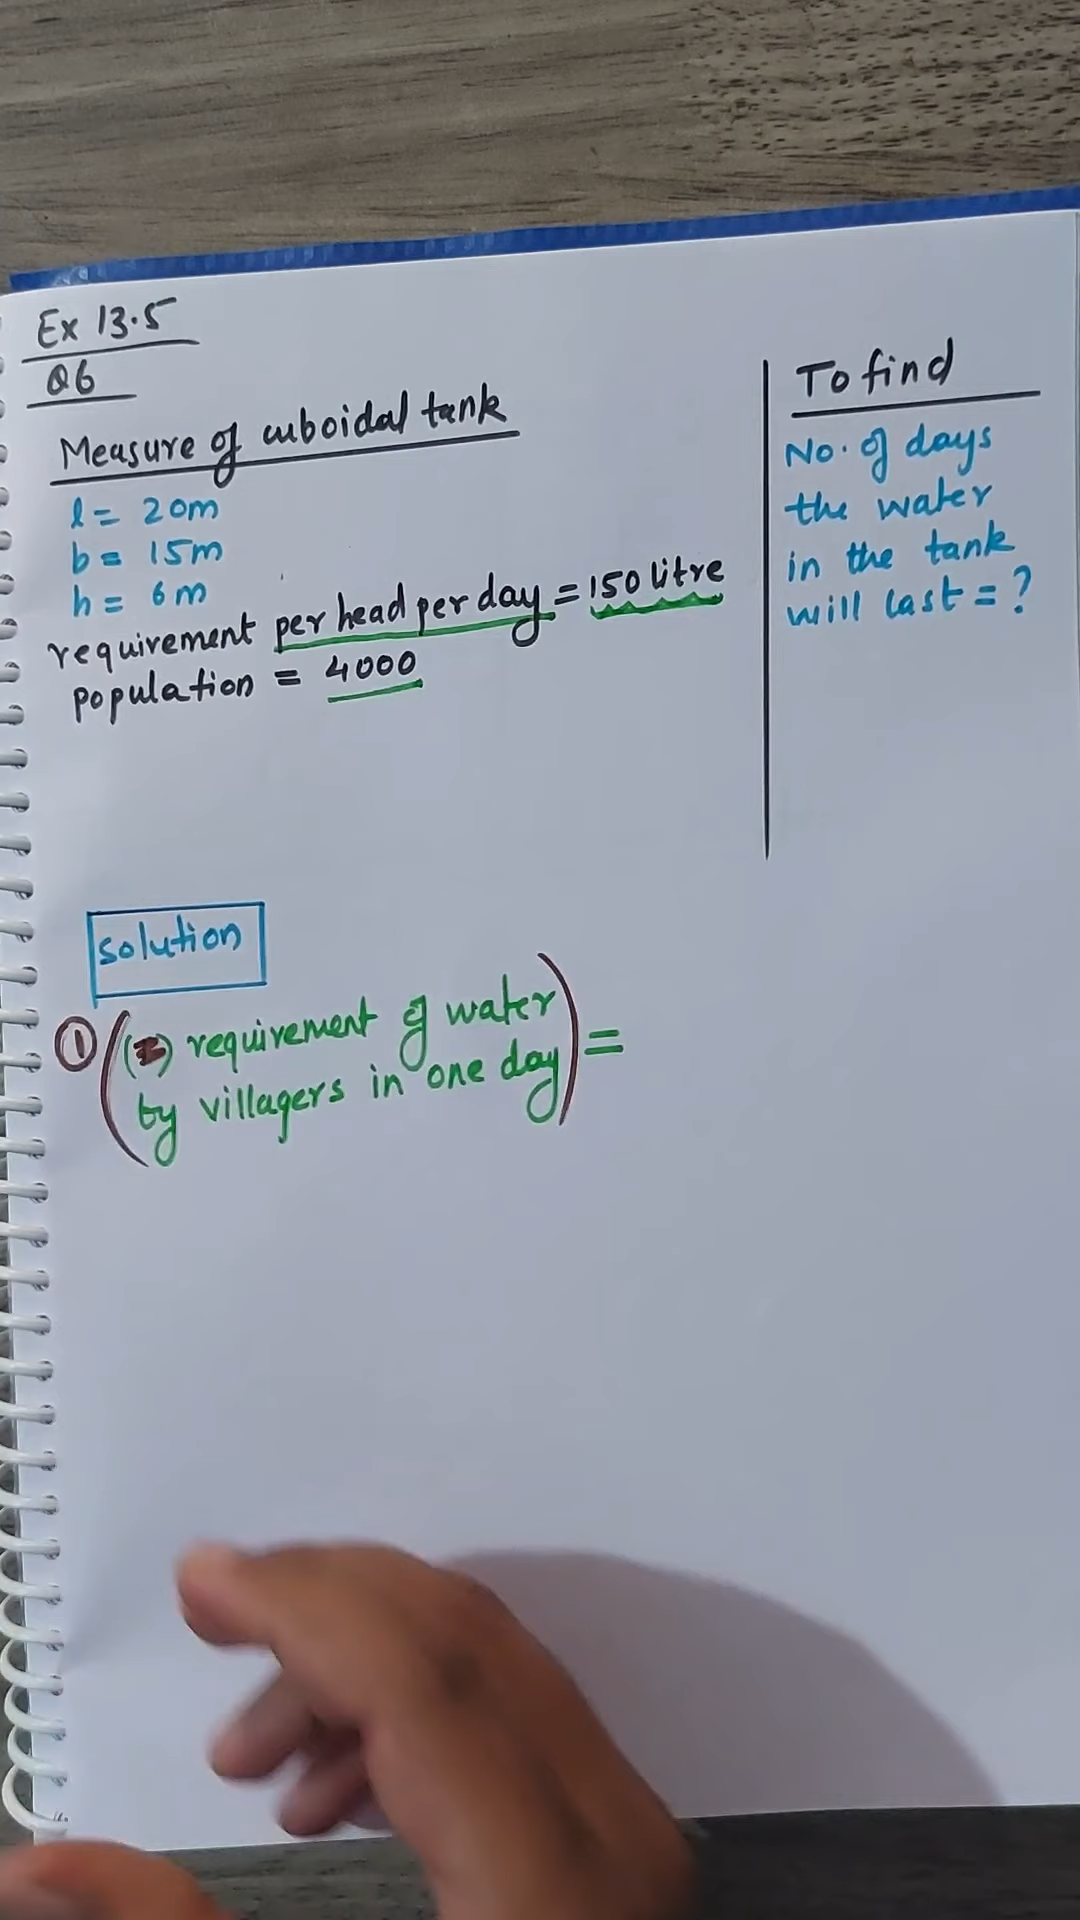 Ex 13.5
Q6
Measure of cuboidal tank
l = 20m
b = 15m
h = 6m
requirement per head per day = 150 litre
population = 4000
To find
No. of days
the water
in the tank
will last = ?
solution
① requirement of water
by villagers in one day =